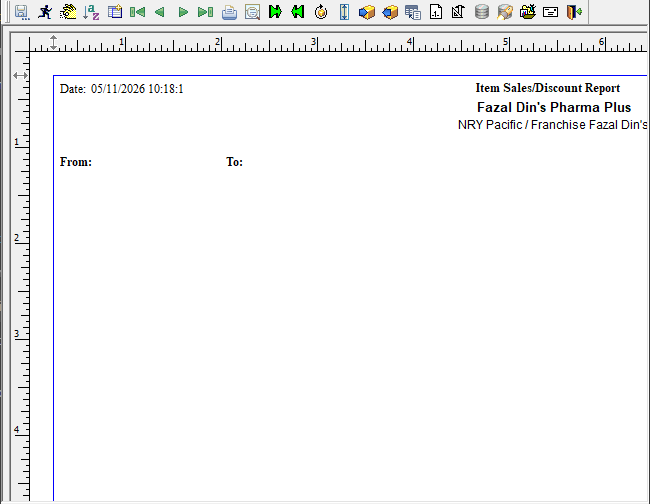 1 2 3 4 5 6
Date: 05/11/2026 10:18:1
Item Sales/Discount Report
Fazal Din's Pharma Plus
NRY Pacific / Franchise Fazal Din's
From: To:
1
2
3
4